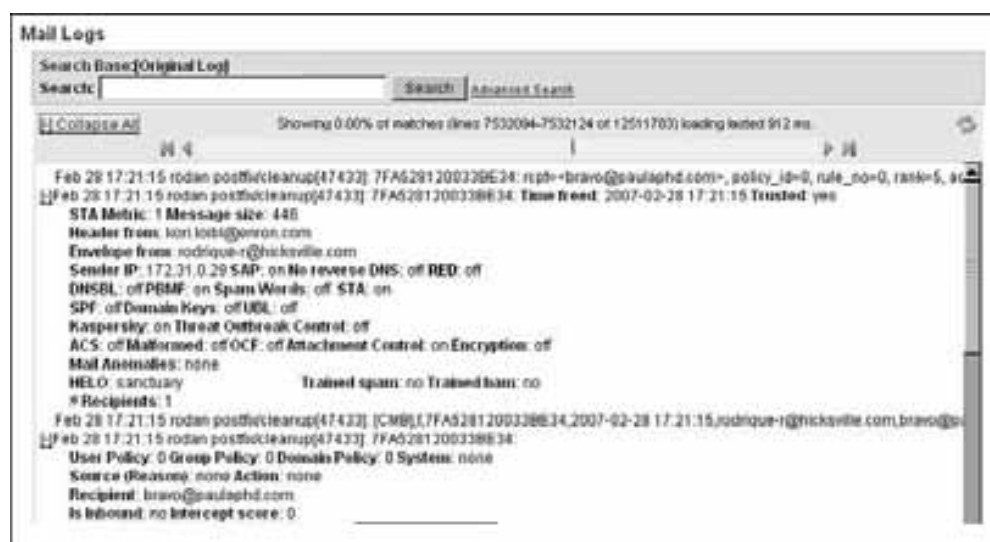 Mail Logs
Search Base:[Original Log]
Search: Search Advanced Search
[-] Collapse All Showing 0.00% of matches (lines 7532094-7532124 of 12511703) loading lasted 912 ms.
Feb 28 17:21:15 rodan postfix/cleanup[47433]: 7FA528120033BE34: rcpt=<bravo@paulaphd.com>, policy_id=0, rule_no=0, rank=5, ac
[-]Feb 28 17:21:15 rodan postfix/cleanup[47433]: 7FA528120033BE34: Time freed: 2007-02-28 17:21:15 Trusted: yes
STA Metric: 1 Message size: 446
Header from: kori.loibl@enron.com
Envelope from: rodrique-r@hicksville.com
Sender IP: 172.31.0.29 SAP: on No reverse DNS: off RED: off
DNSBL: off PBMF: on Spam Words: off STA: on
SPF: off Domain Keys: off UBL: off
Kaspersky: on Threat Outbreak Control: off
ACS: off Malformed: off OCF: off Attachment Control: on Encryption: off
Mail Anomalies: none
HELO: sanctuary Trained spam: no Trained ham: no
# Recipients: 1
Feb 28 17:21:15 rodan postfix/cleanup[47433]: [CMBL],7FA528120033BE34,2007-02-28 17:21:15,rodrique-r@hicksville.com,bravo@pa
[-]Feb 28 17:21:15 rodan postfix/cleanup[47433]: 7FA528120033BE34:
User Policy: 0 Group Policy: 0 Domain Policy: 0 System: none
Source (Reason): none Action: none
Recipient: bravo@paulaphd.com
Is Inbound: no Intercept score: 0